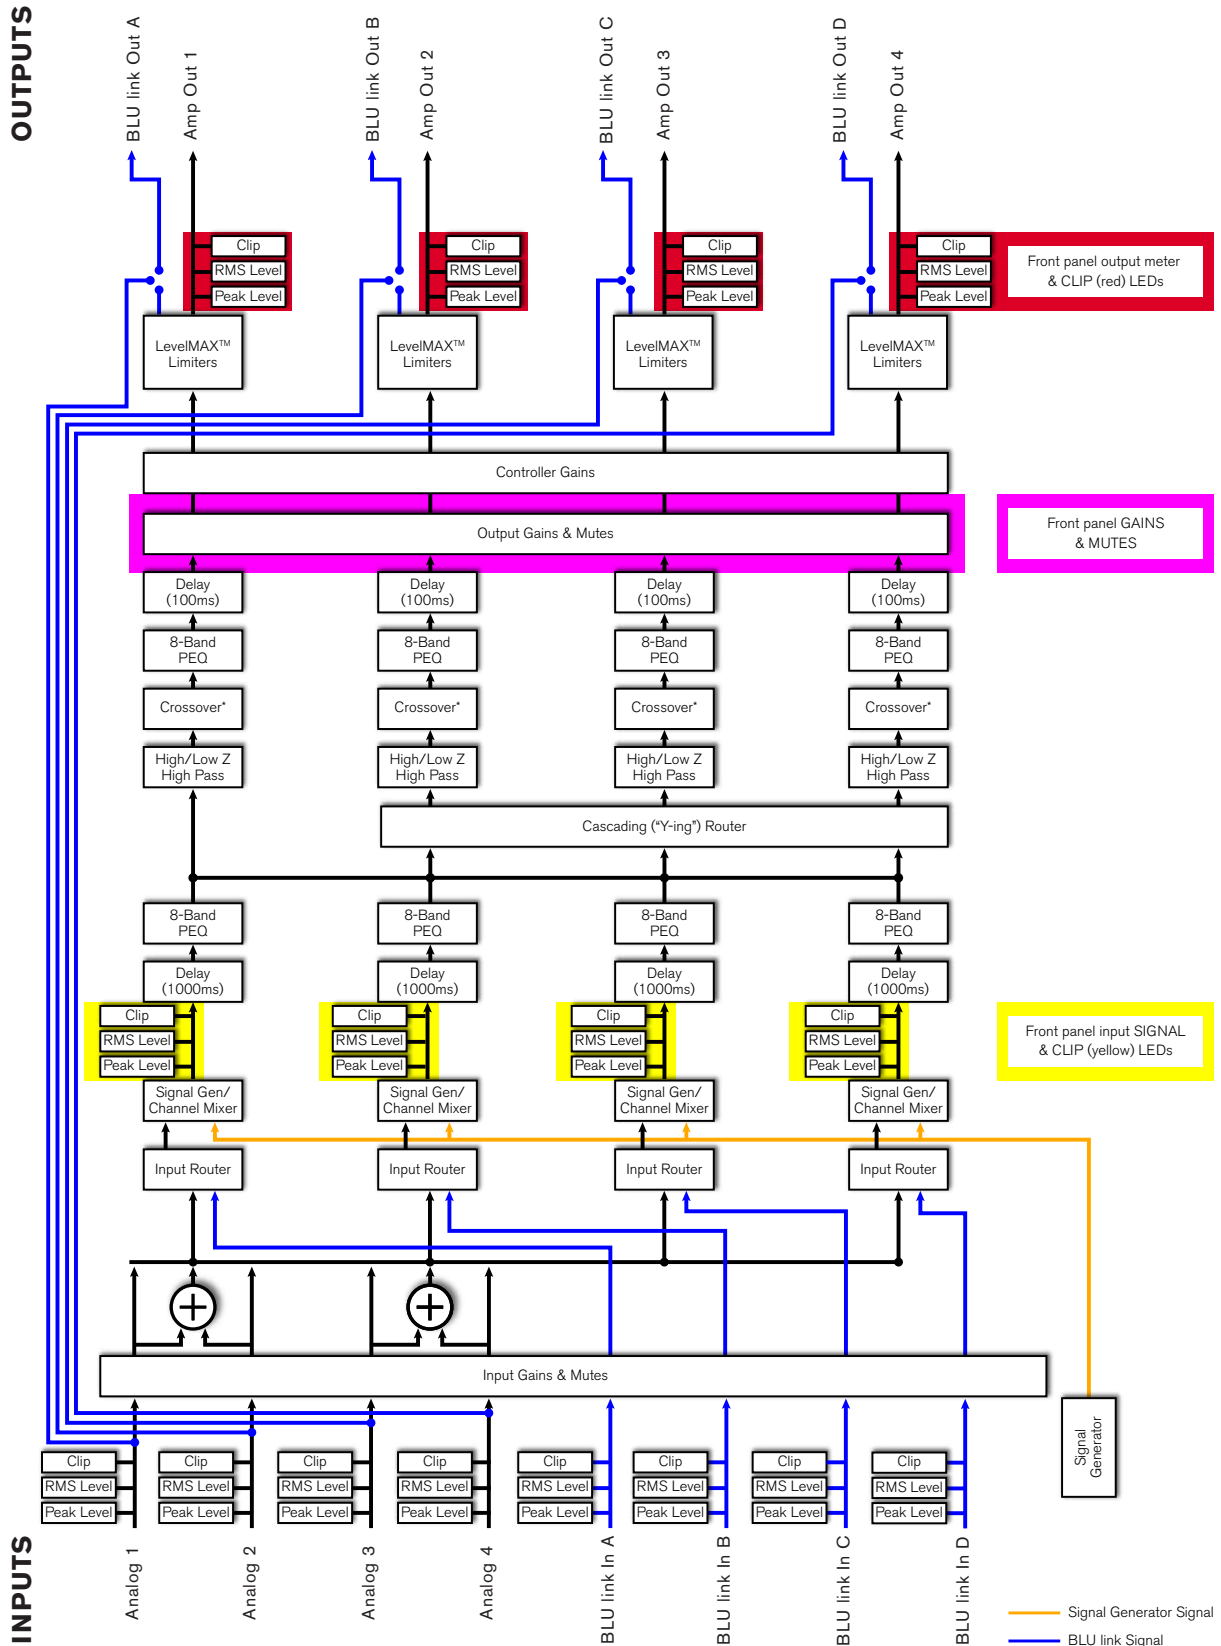 OUTPUTS
BLU link Out A
Amp Out 1
BLU link Out B
Amp Out 2
BLU link Out C
Amp Out 3
BLU link Out D
Amp Out 4
Clip
RMS Level
Peak Level
Clip
RMS Level
Peak Level
Clip
RMS Level
Peak Level
Clip
RMS Level
Peak Level
Front panel output meter
& CLIP (red) LEDs
LevelMAX™
Limiters
LevelMAX™
Limiters
LevelMAX™
Limiters
LevelMAX™
Limiters
Controller Gains
Output Gains & Mutes
Front panel GAINS
& MUTES
Delay
(100ms)
Delay
(100ms)
Delay
(100ms)
Delay
(100ms)
8-Band
PEQ
8-Band
PEQ
8-Band
PEQ
8-Band
PEQ
Crossover*
Crossover*
Crossover*
Crossover*
High/Low Z
High Pass
High/Low Z
High Pass
High/Low Z
High Pass
High/Low Z
High Pass
Cascading (“Y-ing”) Router
8-Band
PEQ
8-Band
PEQ
8-Band
PEQ
8-Band
PEQ
Delay
(1000ms)
Delay
(1000ms)
Delay
(1000ms)
Delay
(1000ms)
Clip
RMS Level
Peak Level
Clip
RMS Level
Peak Level
Clip
RMS Level
Peak Level
Clip
RMS Level
Peak Level
Front panel input SIGNAL
& CLIP (yellow) LEDs
Signal Gen/
Channel Mixer
Signal Gen/
Channel Mixer
Signal Gen/
Channel Mixer
Signal Gen/
Channel Mixer
Input Router
Input Router
Input Router
Input Router
Input Gains & Mutes
Signal
Generator
Clip
RMS Level
Peak Level
Clip
RMS Level
Peak Level
Clip
RMS Level
Peak Level
Clip
RMS Level
Peak Level
Clip
RMS Level
Peak Level
Clip
RMS Level
Peak Level
Clip
RMS Level
Peak Level
Clip
RMS Level
Peak Level
INPUTS
Analog 1
Analog 2
Analog 3
Analog 4
BLU link In A
BLU link In B
BLU link In C
BLU link In D
Signal Generator Signal
BLU link Signal